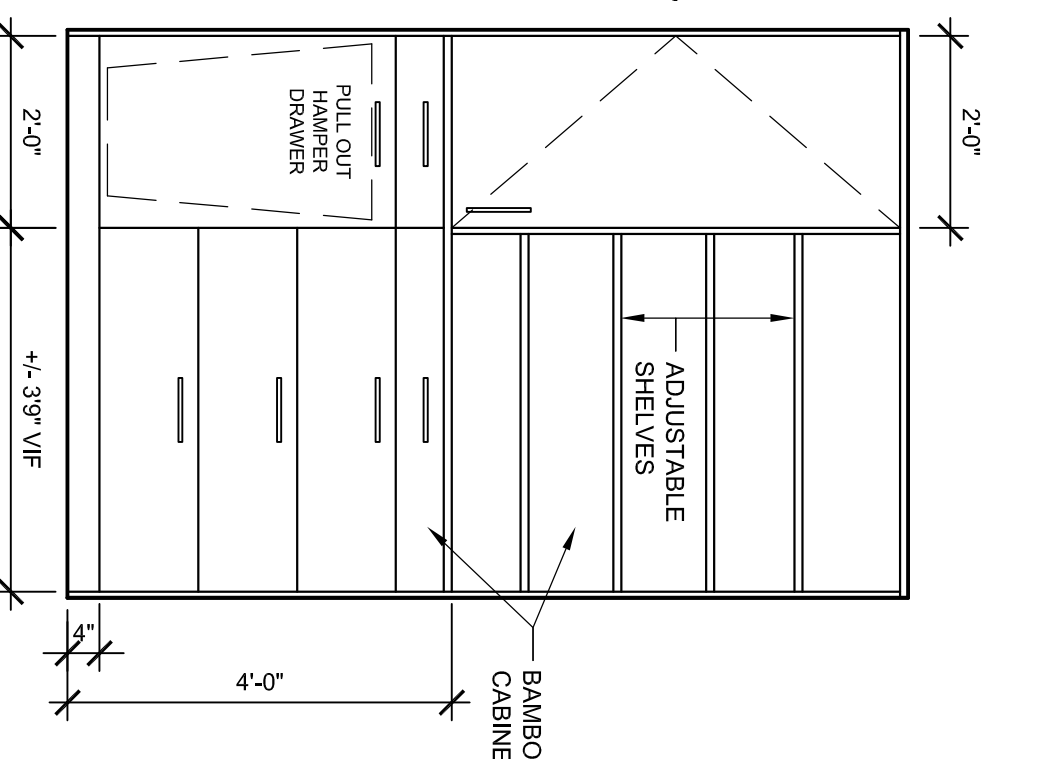 2'-0"
PULL OUT
HAMPER
DRAWER
2'-0"
+/- 3'9" VIF
ADJUSTABLE
SHELVES
4"
4'-0"
BAMBO
CABINE